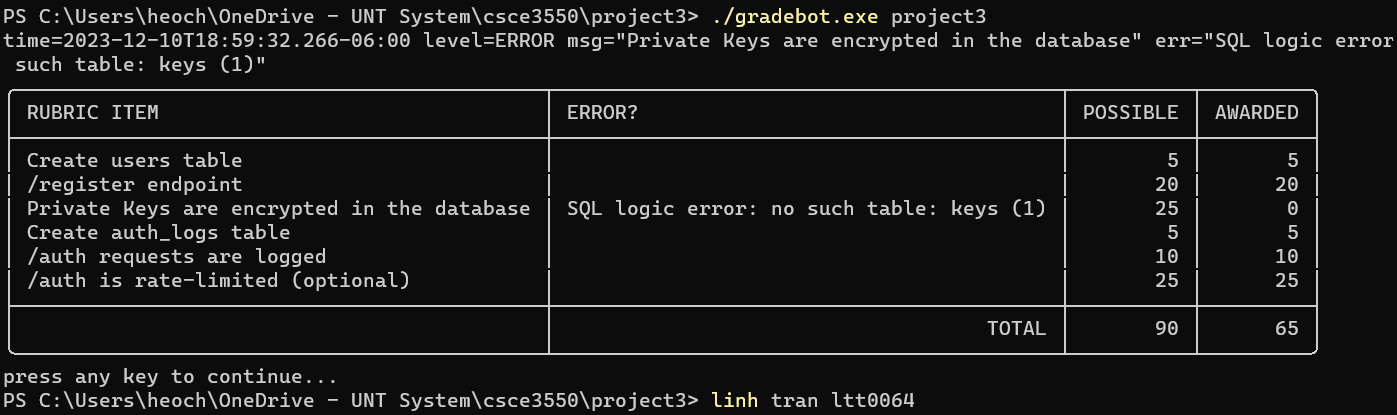 PS C:\Users\heoch\OneDrive - UNT System\csce3550\project3> ./gradebot.exe project3
time=2023-12-10T18:59:32.266-06:00 level=ERROR msg="Private Keys are encrypted in the database" err="SQL logic error
such table: keys (1)"
RUBRIC ITEM ERROR? POSSIBLE AWARDED
Create users table 5 5
/register endpoint 20 20
Private Keys are encrypted in the database SQL logic error: no such table: keys (1) 25 0
Create auth_logs table 5 5
/auth requests are logged 10 10
/auth is rate-limited (optional) 25 25
TOTAL 90 65
press any key to continue...
PS C:\Users\heoch\OneDrive - UNT System\csce3550\project3> linh tran ltt0064